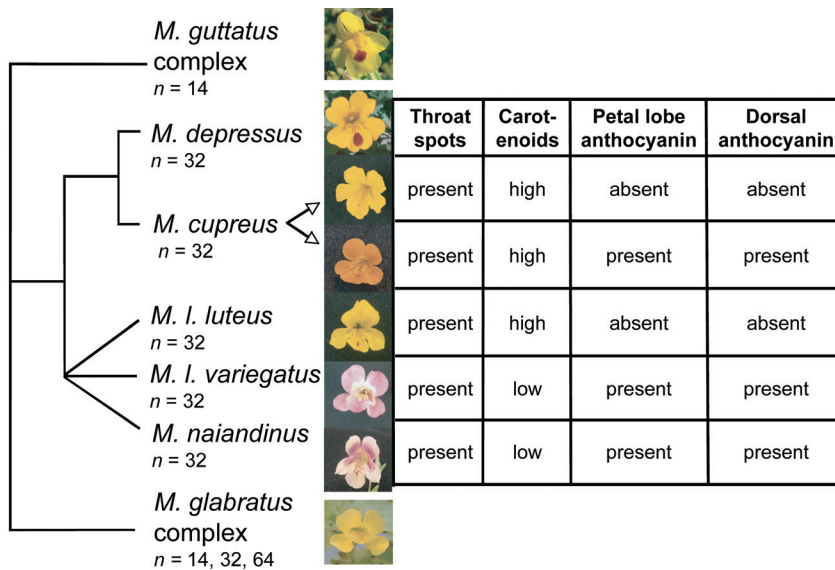 M. guttatus
complex
n = 14
M. depressus
n = 32
M. cupreus
n = 32
M. l. luteus
n = 32
M. l. variegatus
n = 32
M. naiandinus
n = 32
M. glabratus
complex
n = 14, 32, 64
Throat spots Carot-enoids Petal lobe anthocyanin Dorsal anthocyanin
present high absent absent
present high present present
present high absent absent
present low present present
present low present present